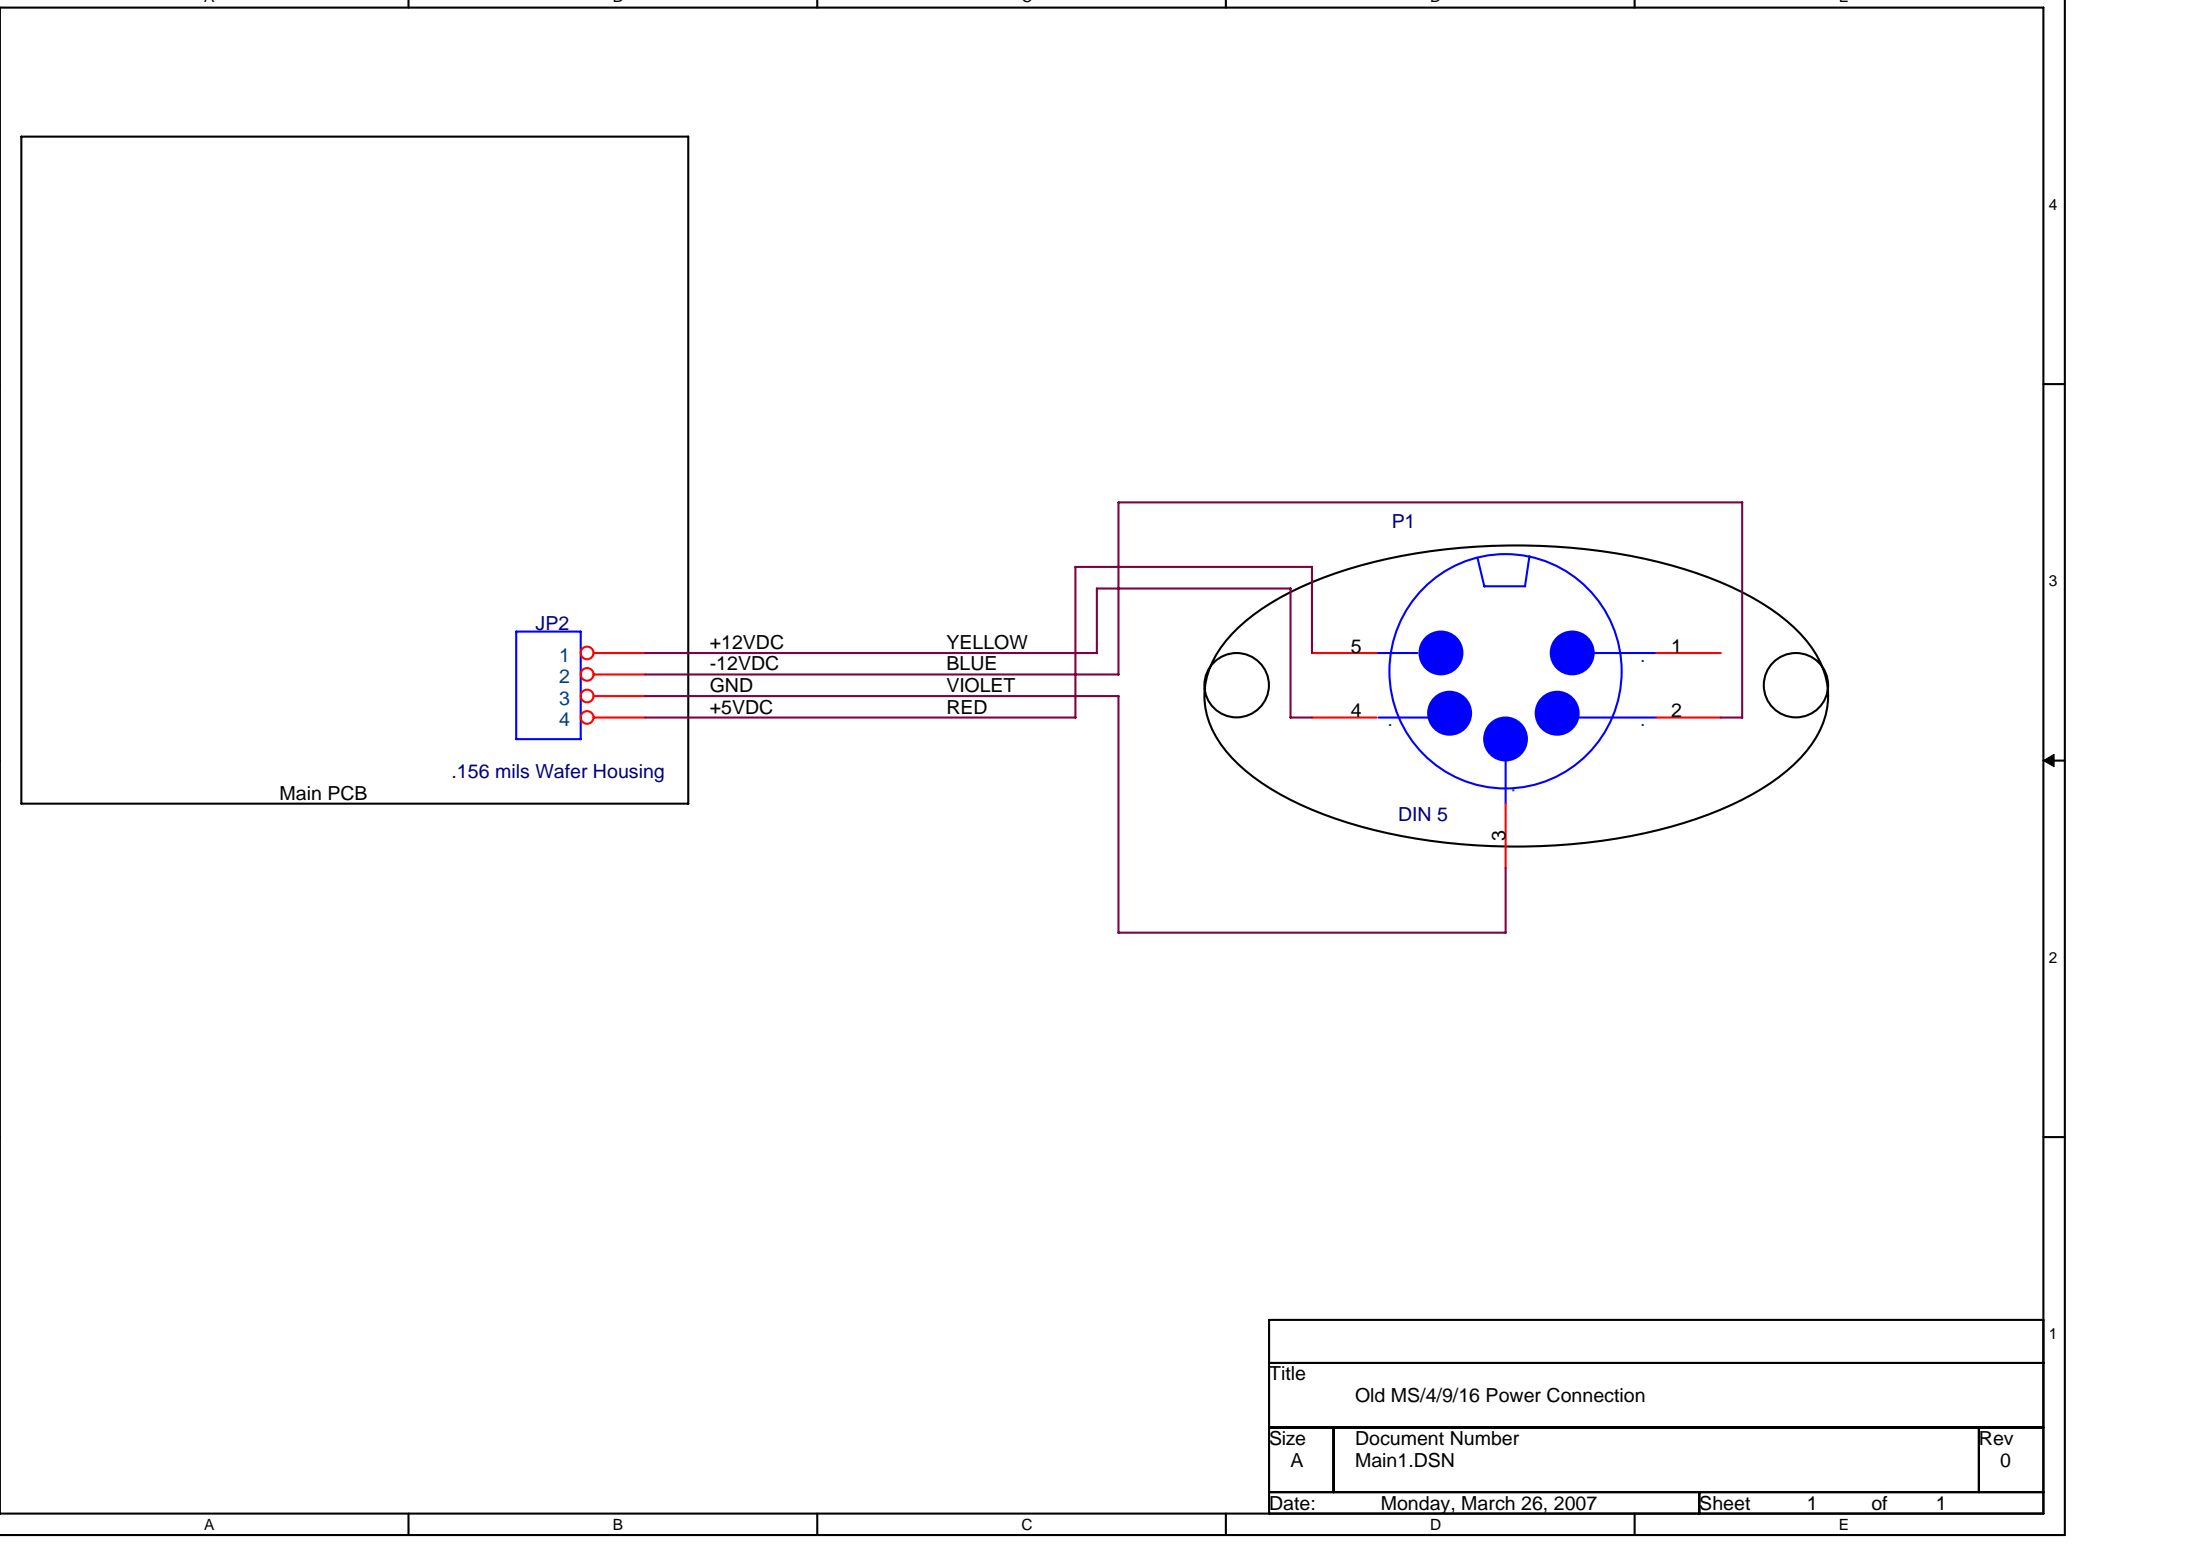 4
P1
3
JP2
+12VDC YELLOW
1
-12VDC BLUE
5 1
2
GND VIOLET
3
+5VDC RED
4 2
4
.156 mils Wafer Housing
Main PCB
DIN 5
3
2
1
Title
Old MS/4/9/16 Power Connection
Size Document Number Rev
A Main1.DSN 0
Date: Monday, March 26, 2007 Sheet 1 of 1
A B C D E